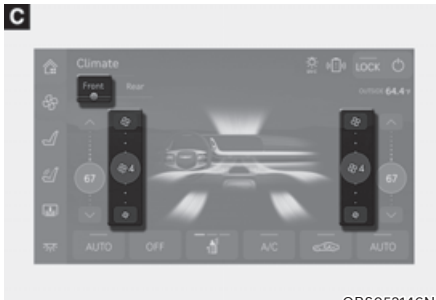 C
Climate
LOCK
Front Rear
OUTSIDE 64.4
4 4
67 67
AUTO OFF A/C AUTO